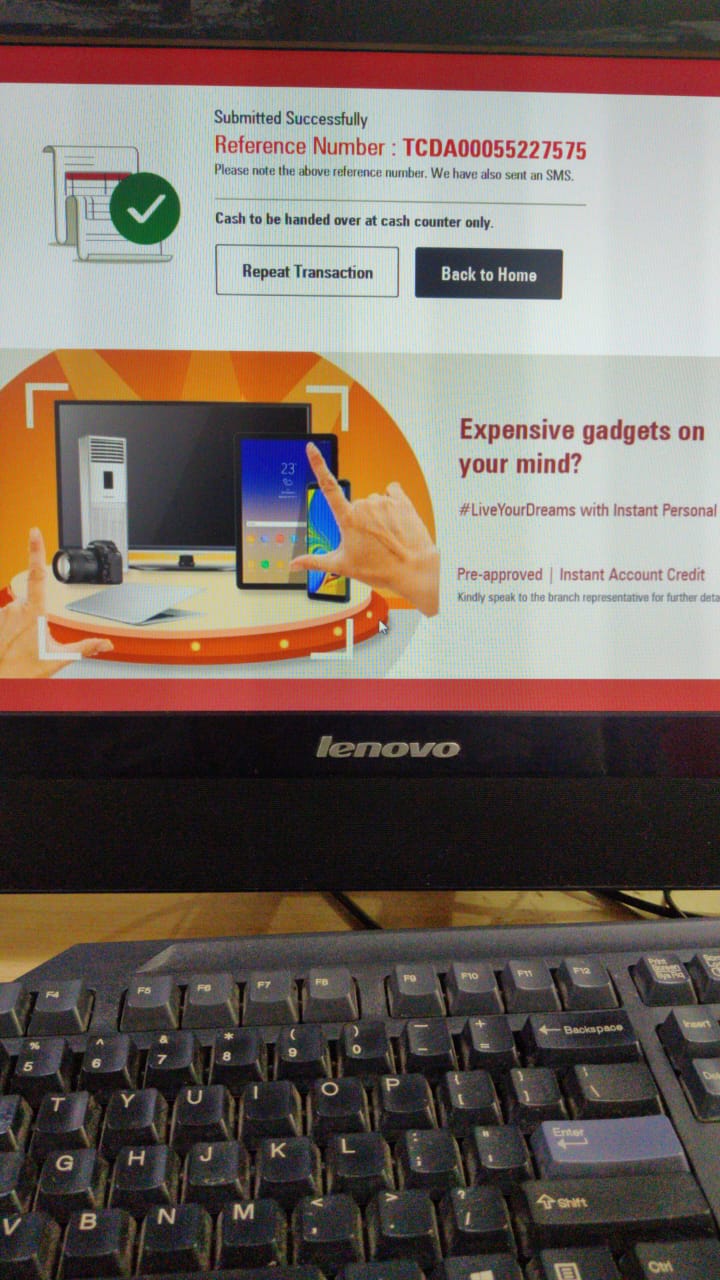 Submitted Successfully
Reference Number : TCDA00055227575
Please note the above reference number. We have also sent an SMS.
Cash to be handed over at cash counter only.
Repeat Transaction
Back to Home
23°
Expensive gadgets on
your mind?
#LiveYourDreams with Instant Personal
Pre-approved | Instant Account Credit
Kindly speak to the branch representative for further deta
lenovo
F4 F5 F6 F7 F8 F9 F10 F11 F12 Print Screen Sys Rq
% 5 ^ 6 & 7 * 8 ( 9 ) 0 — - + = ← Backspace Insert
T Y U I O P { [ } ] | \
G H J K L : ; " ' Enter
V B N M < , > . ? / Shift
Ctrl